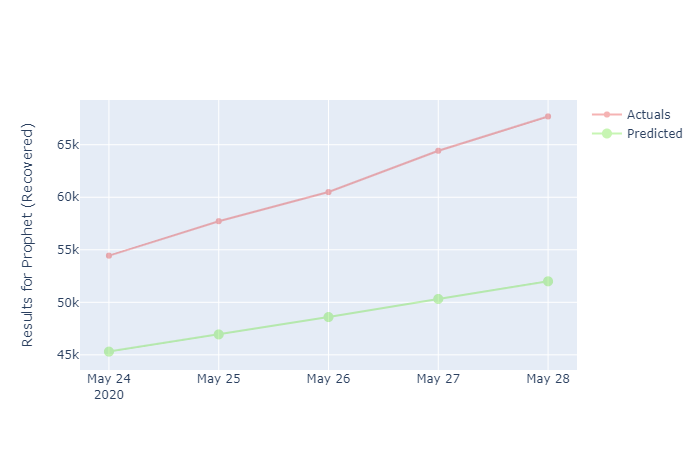 Results for Prophet (Recovered)
65k
60k
55k
50k
45k
May 24
2020
May 25
May 26
May 27
May 28
Actuals
Predicted